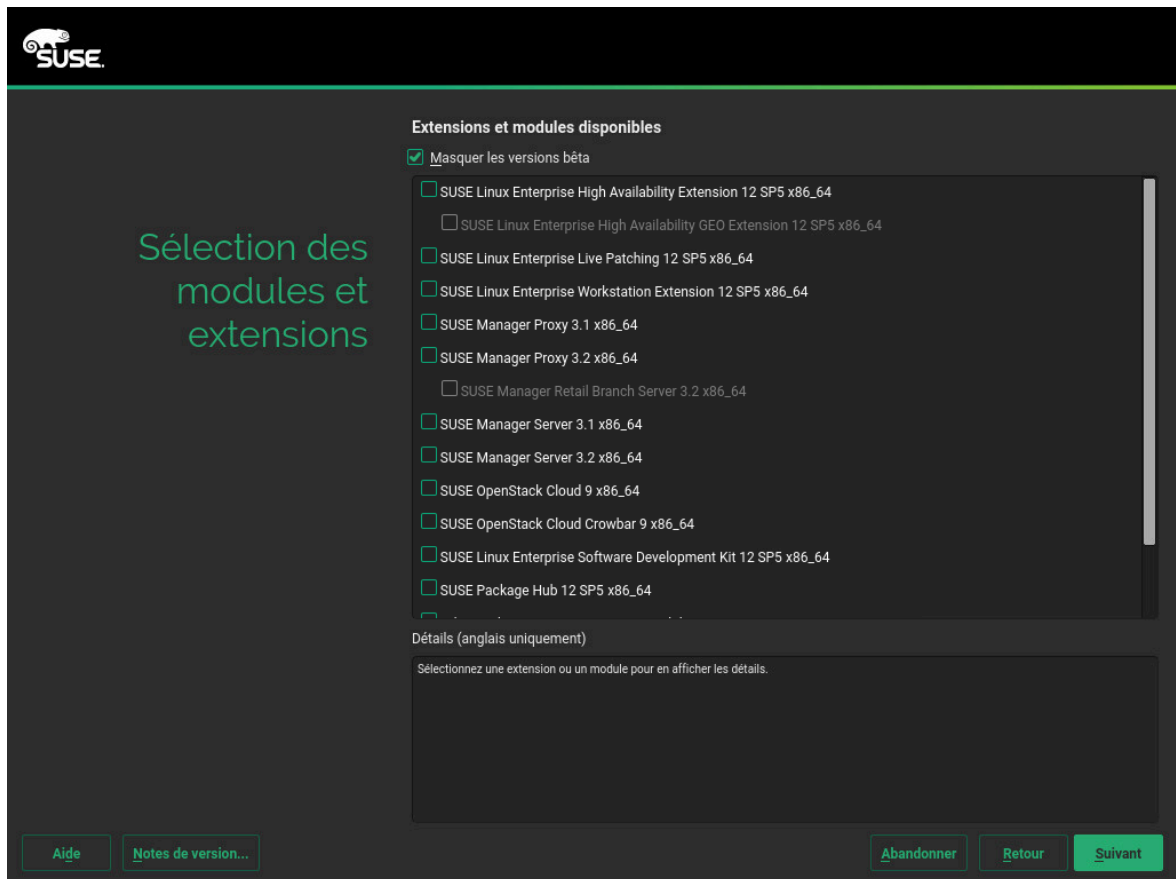 SUSE.
Sélection des
modules et
extensions
Extensions et modules disponibles
Masquer les versions bêta
SUSE Linux Enterprise High Availability Extension 12 SP5 x86_64
SUSE Linux Enterprise High Availability GEO Extension 12 SP5 x86_64
SUSE Linux Enterprise Live Patching 12 SP5 x86_64
SUSE Linux Enterprise Workstation Extension 12 SP5 x86_64
SUSE Manager Proxy 3.1 x86_64
SUSE Manager Proxy 3.2 x86_64
SUSE Manager Retail Branch Server 3.2 x86_64
SUSE Manager Server 3.1 x86_64
SUSE Manager Server 3.2 x86_64
SUSE OpenStack Cloud 9 x86_64
SUSE OpenStack Cloud Crowbar 9 x86_64
SUSE Linux Enterprise Software Development Kit 12 SP5 x86_64
SUSE Package Hub 12 SP5 x86_64
Détails (anglais uniquement)
Sélectionnez une extension ou un module pour en afficher les détails.
Aide
Notes de version...
Abandonner
Retour
Suivant